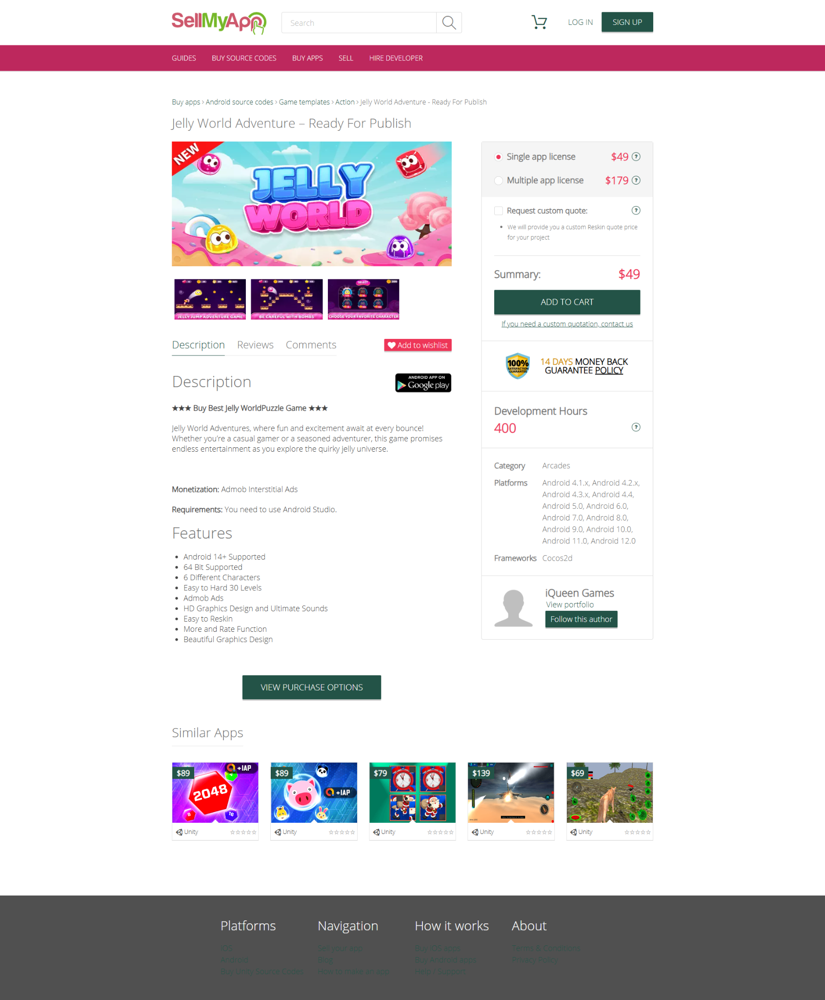 SellMyApp
Search
LOG IN
SIGN UP
GUIDES
BUY SOURCE CODES
BUY APPS
SELL
HIRE DEVELOPER
Buy apps › Android source codes › Game templates › Action › Jelly World Adventure - Ready For Publish
Jelly World Adventure – Ready For Publish
NEW
JELLY
WORLD
JELLY JUMP ADVENTURE GAME
BE CAREFUL WITH BOMBS
SELECT
CHOOSE YOUR FAVORITE CHARACTER
Description
Reviews
Comments
Add to wishlist
Description
ANDROID APP ON
Google play
★★★ Buy Best Jelly WorldPuzzle Game ★★★
Jelly World Adventures, where fun and excitement await at every bounce!
Whether you’re a casual gamer or a seasoned adventurer, this game promises
endless entertainment as you explore the quirky jelly universe.
Monetization: Admob Interstitial Ads
Requirements: You need to use Android Studio.
Features
• Android 14+ Supported
• 64 Bit Supported
• 6 Different Characters
• Easy to Hard 30 Levels
• Admob Ads
• HD Graphics Design and Ultimate Sounds
• Easy to Reskin
• More and Rate Function
• Beautiful Graphics Design
VIEW PURCHASE OPTIONS
Single app license $49 ?
Multiple app license $179 ?
Request custom quote: ?
• We will provide you a custom Reskin quote price
for your project
Summary: $49
ADD TO CART
If you need a custom quotation, contact us
100%
SATISFACTION
GUARANTEE
14 DAYS MONEY BACK
GUARANTEE POLICY
Development Hours
400 ?
Category Arcades
Platforms Android 4.1.x, Android 4.2.x,
Android 4.3.x, Android 4.4,
Android 5.0, Android 6.0,
Android 7.0, Android 8.0,
Android 9.0, Android 10.0,
Android 11.0, Android 12.0
Frameworks Cocos2d
iQueen Games
View portfolio
Follow this author
Similar Apps
$89
+IAP
2048
8
16
Unity
$89
+IAP
Unity
$79
Unity
$139
Unity
$69
Unity
Platforms
iOS
Android
Buy Unity Source Codes
Navigation
Sell your app
Blog
How to make an app
How it works
Buy iOS apps
Buy Android apps
Help / Support
About
Terms & Conditions
Privacy Policy